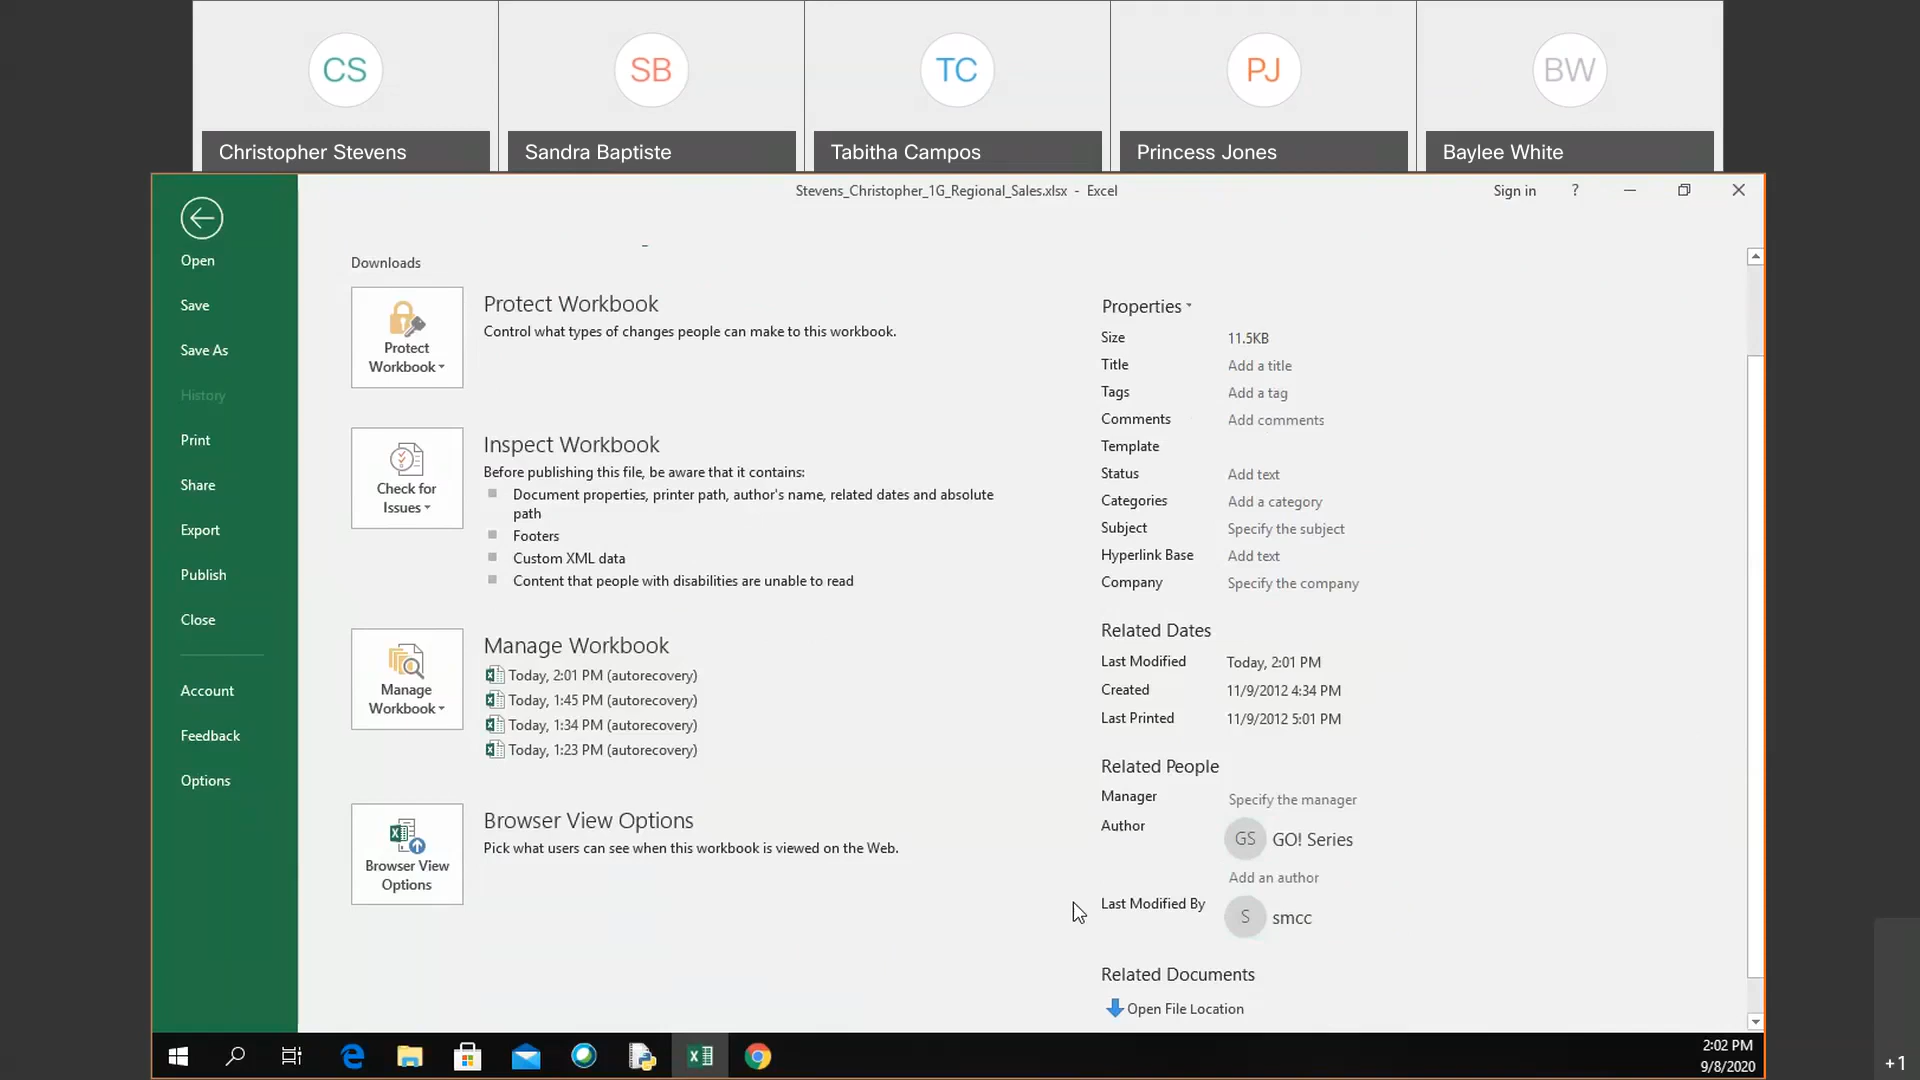 CS
SB
TC
PJ
BW
Christopher Stevens
Sandra Baptiste
Tabitha Campos
Princess Jones
Baylee White
Stevens_Christopher_1G_Regional_Sales.xlsx - Excel
Sign in
?
Open
Save
Save As
History
Print
Share
Export
Publish
Close
Account
Feedback
Options
Downloads
Protect
Workbook
Protect Workbook
Control what types of changes people can make to this workbook.
Check for
Issues
Inspect Workbook
Before publishing this file, be aware that it contains:
Document properties, printer path, author's name, related dates and absolute
path
Footers
Custom XML data
Content that people with disabilities are unable to read
Manage
Workbook
Manage Workbook
Today, 2:01 PM (autorecovery)
Today, 1:45 PM (autorecovery)
Today, 1:34 PM (autorecovery)
Today, 1:23 PM (autorecovery)
Browser View
Options
Browser View Options
Pick what users can see when this workbook is viewed on the Web.
Properties
Size 11.5KB
Title Add a title
Tags Add a tag
Comments Add comments
Template
Status Add text
Categories Add a category
Subject Specify the subject
Hyperlink Base Add text
Company Specify the company
Related Dates
Last Modified Today, 2:01 PM
Created 11/9/2012 4:34 PM
Last Printed 11/9/2012 5:01 PM
Related People
Manager Specify the manager
Author GS GO! Series
Add an author
Last Modified By S smcc
Related Documents
Open File Location
2:02 PM
9/8/2020
+1